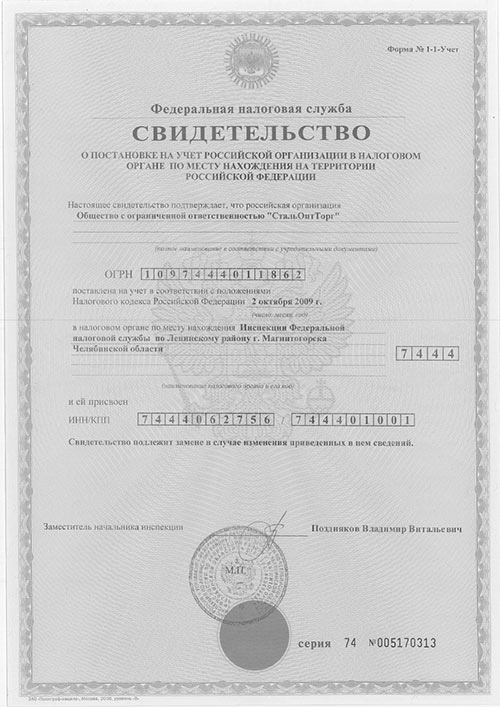 Форма № 1-1-Учет
Федеральная налоговая служба
СВИДЕТЕЛЬСТВО
О ПОСТАНОВКЕ НА УЧЕТ РОССИЙСКОЙ ОРГАНИЗАЦИИ В НАЛОГОВОМ
ОРГАНЕ ПО МЕСТУ НАХОЖДЕНИЯ НА ТЕРРИТОРИИ
РОССИЙСКОЙ ФЕДЕРАЦИИ
Настоящее свидетельство подтверждает, что российская организация
Общество с ограниченной ответственностью "СтальОптТорг"
(полное наименование в соответствии с учредительными документами)
ОГРН 1097444011862
поставлена на учет в соответствии с положениями
Налогового кодекса Российской Федерации 2 октября 2009 г.
(число, месяц, год)
в налоговом органе по месту нахождения Инспекции Федеральной
налоговой службы по Ленинскому району г. Магнитогорска
Челябинской области
7444
(наименование налогового органа и его код)
и ей присвоен
ИНН/КПП 7444062756 / 744401001
Свидетельство подлежит замене в случае изменения приведенных в нем сведений.
Заместитель начальника инспекции
Поздняков Владимир Витальевич
М.П.
серия 74 №005170313